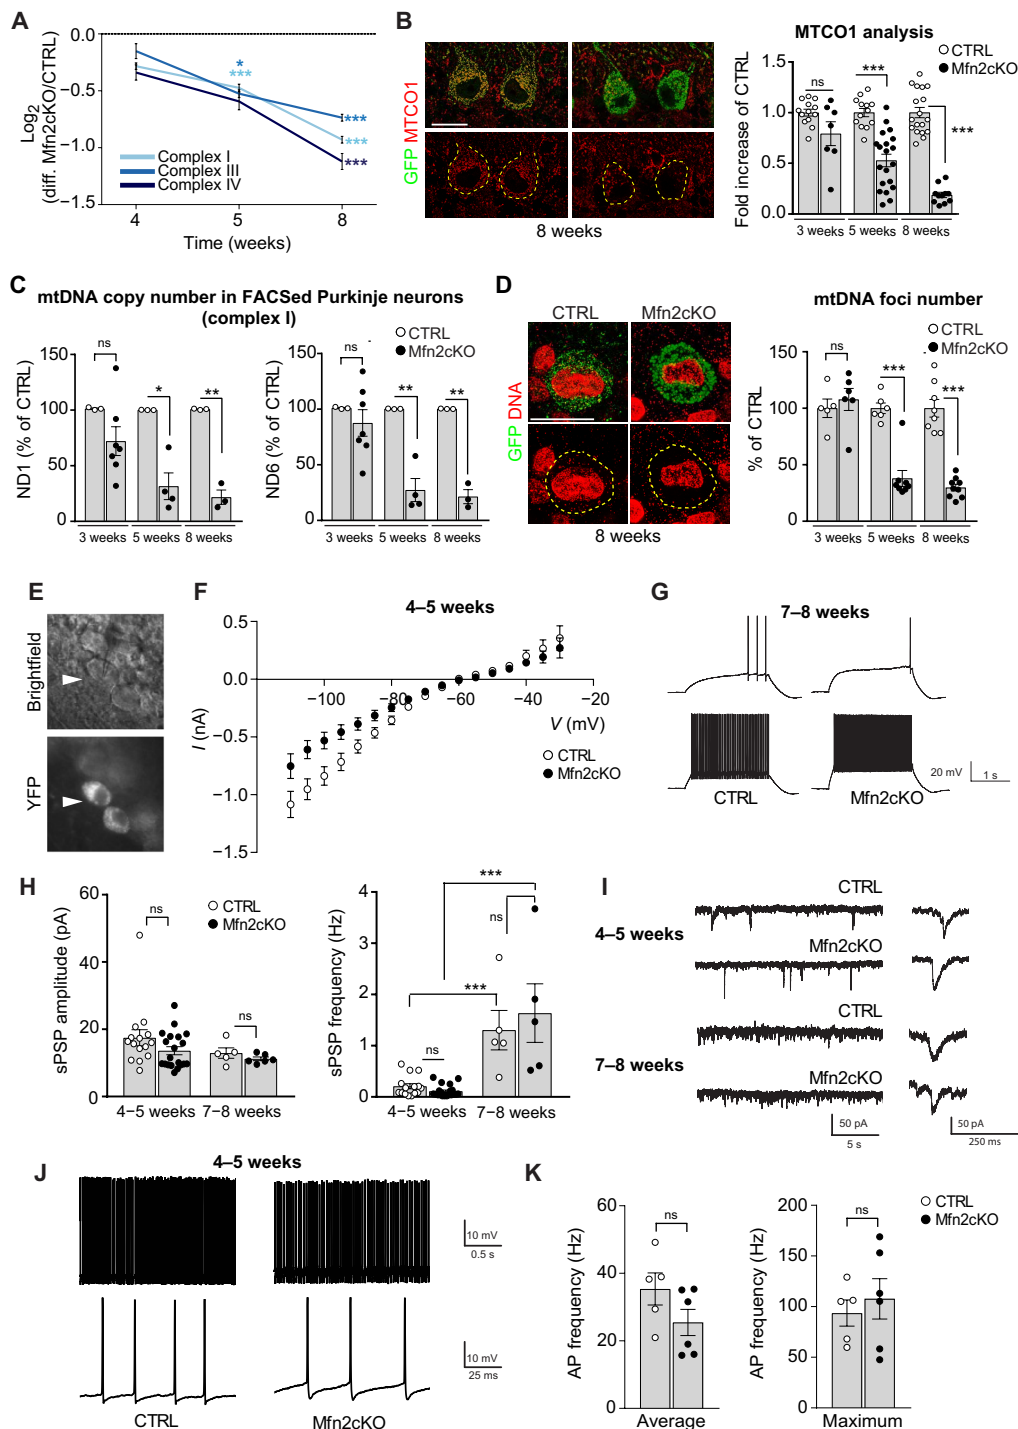 A
0.0
−0.5
−1.0
−1.5
Log2
(diff. Mfn2cKO/CTRL)
*
***
***
***
***
Complex I
Complex III
Complex IV
4
5
8
Time (weeks)
B
GFP MTCO1
8 weeks
MTCO1 analysis
CTRL
Mfn2cKO
Fold increase of CTRL
1.5
1.0
0.5
0.0
ns
***
***
3 weeks
5 weeks
8 weeks
C
mtDNA copy number in FACSed Purkinje neurons
(complex I)
CTRL
Mfn2cKO
ND1 (% of CTRL)
150
100
50
0
ns
*
**
3 weeks
5 weeks
8 weeks
ND6 (% of CTRL)
150
100
50
0
ns
**
**
3 weeks
5 weeks
8 weeks
D
CTRL
Mfn2cKO
GFP DNA
8 weeks
mtDNA foci number
CTRL
Mfn2cKO
% of CTRL
150
100
50
0
ns
***
***
3 weeks
5 weeks
8 weeks
E
Brightfield
YFP
F
4–5 weeks
I (nA)
0.5
0.0
−0.5
−1.0
−1.5
−100
−80
−60
−40
−20
V (mV)
CTRL
Mfn2cKO
G
7–8 weeks
CTRL
Mfn2cKO
20 mV
1 s
H
sPSP amplitude (pA)
60
40
20
0
ns
ns
CTRL
Mfn2cKO
4−5 weeks
7−8 weeks
sPSP frequency (Hz)
4
3
2
1
0
***
ns
***
ns
4−5 weeks
7−8 weeks
I
CTRL
4–5 weeks
Mfn2cKO
CTRL
7–8 weeks
Mfn2cKO
50 pA
5 s
50 pA
250 ms
J
4–5 weeks
10 mV
0.5 s
10 mV
25 ms
CTRL
Mfn2cKO
K
AP frequency (Hz)
60
40
20
0
ns
Average
AP frequency (Hz)
200
150
100
50
0
ns
Maximum
CTRL
Mfn2cKO